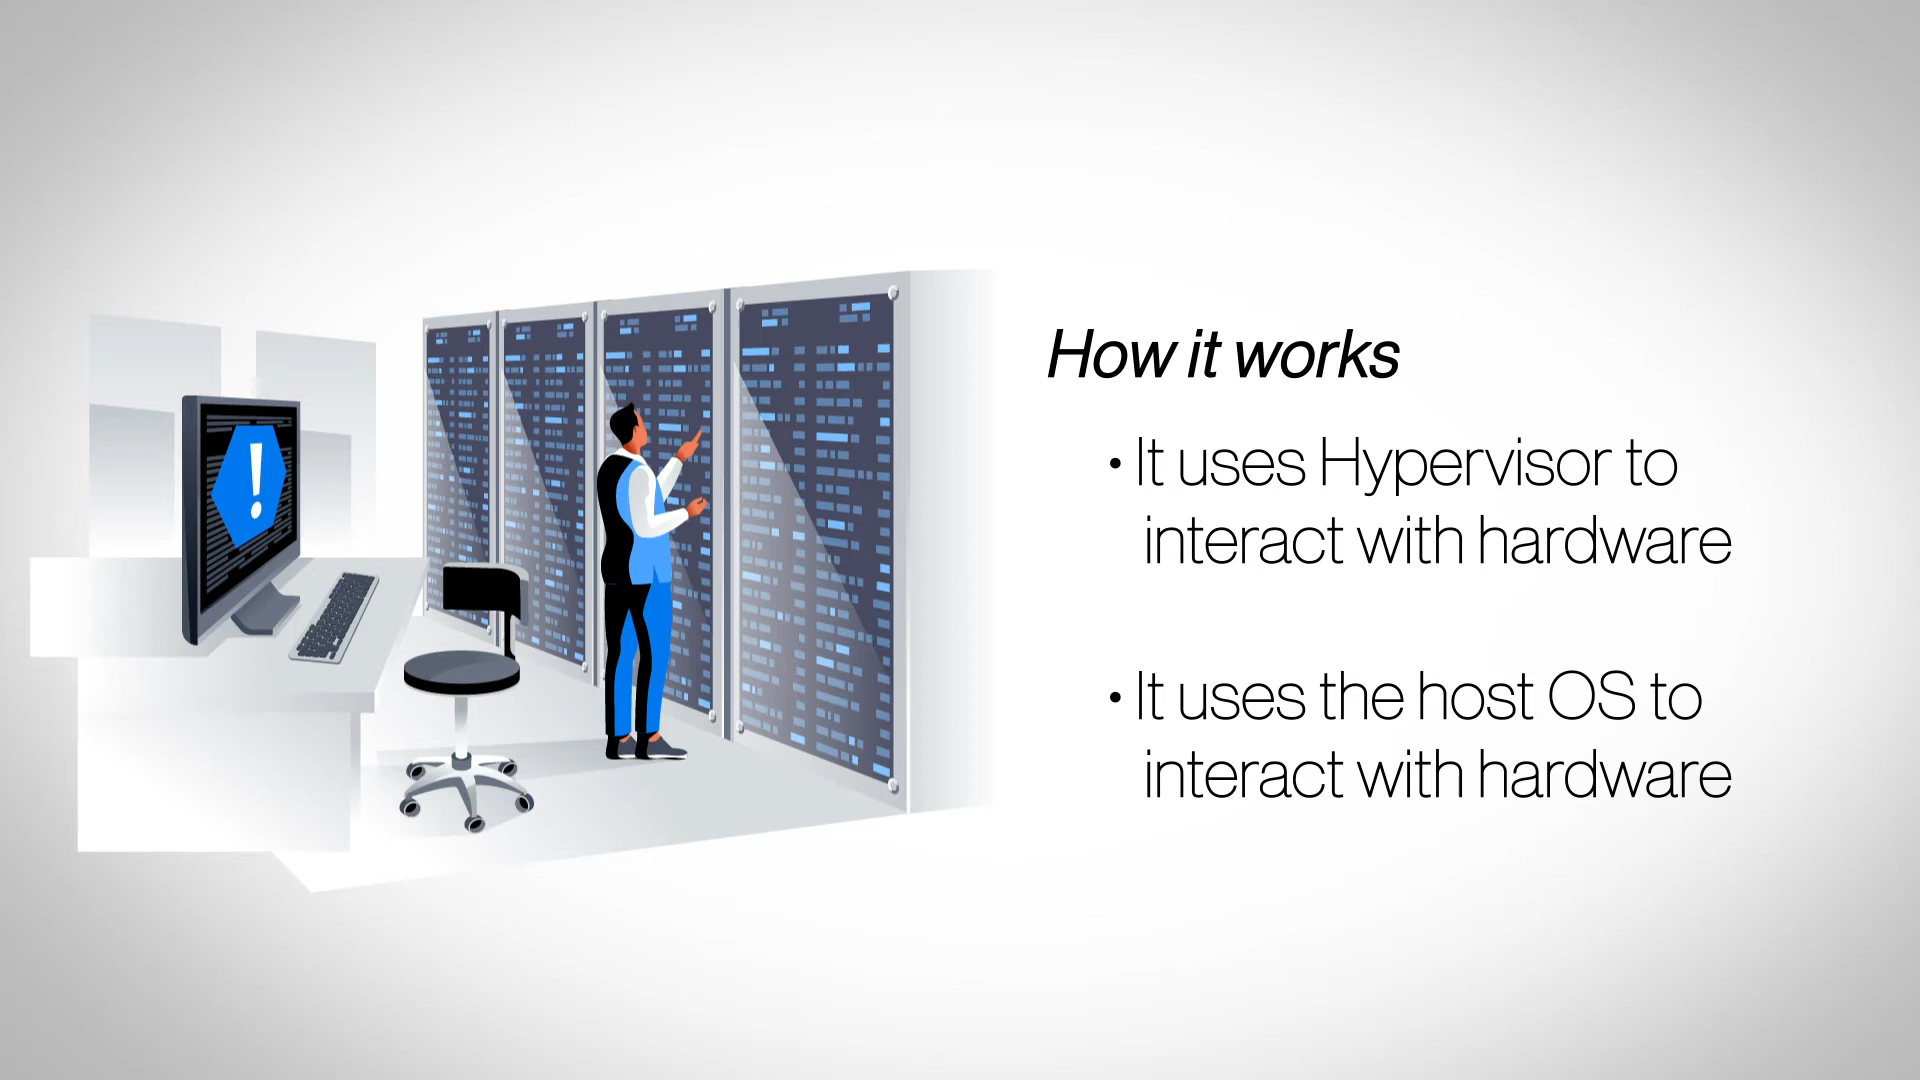 How it works
• It uses Hypervisor to
interact with hardware
• It uses the host OS to
interact with hardware
!